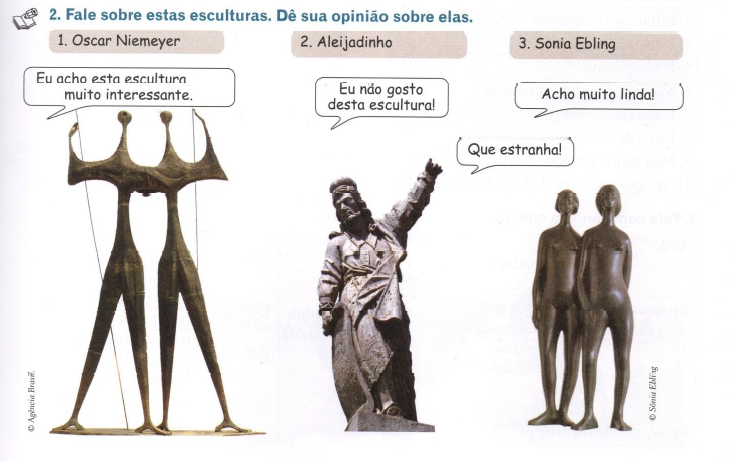 2. Fale sobre estas esculturas. Dê sua opinião sobre elas.
1. Oscar Niemeyer
2. Aleijadinho
3. Sonia Ebling
Eu acho esta escultura
muito interessante.
Eu não gosto
desta escultura!
Acho muito linda!
Que estranha!
© Agência Brasil.
© Sônia Ebling